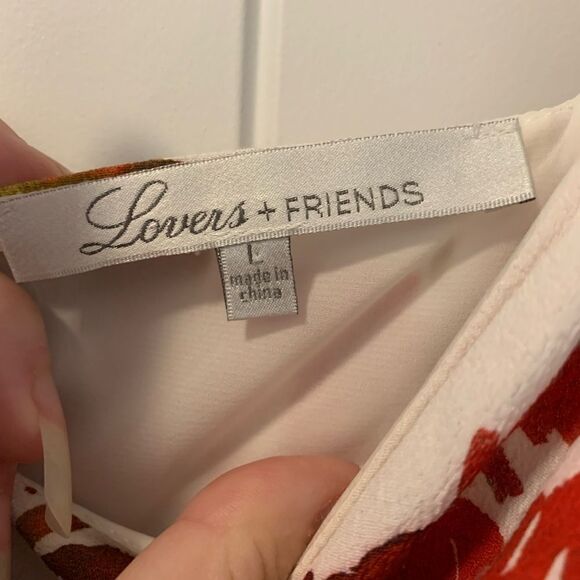 Lovers + FRIENDS
L
made in
china